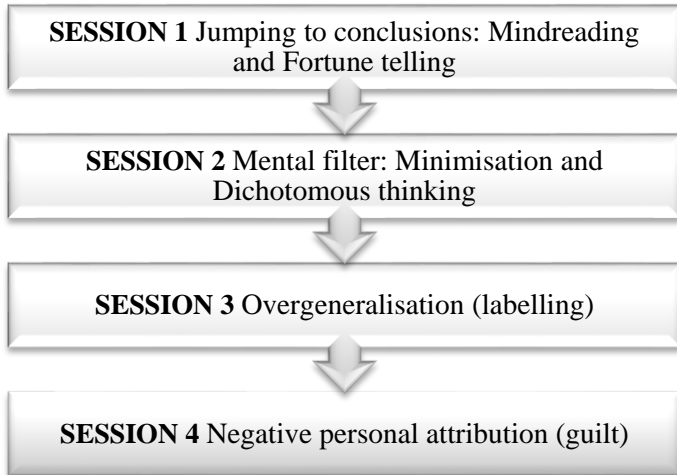 SESSION 1 Jumping to conclusions: Mindreading
and Fortune telling
SESSION 2 Mental filter: Minimisation and
Dichotomous thinking
SESSION 3 Overgeneralisation (labelling)
SESSION 4 Negative personal attribution (guilt)